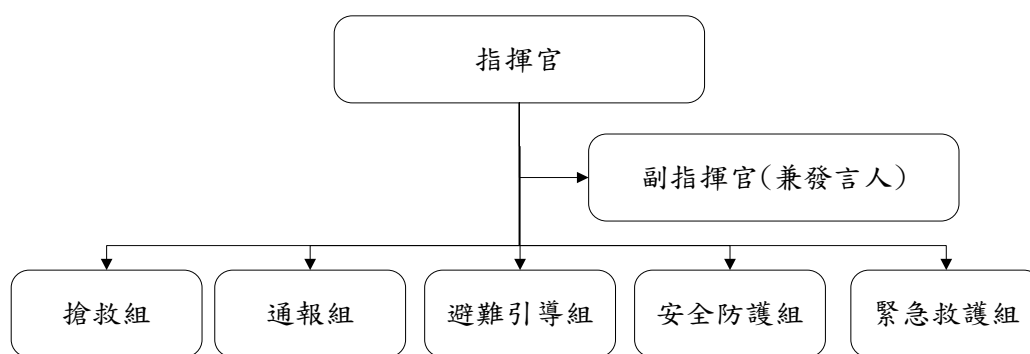 指揮官
副指揮官(兼發言人)
搶救組
通報組
避難引導組
安全防護組
緊急救護組